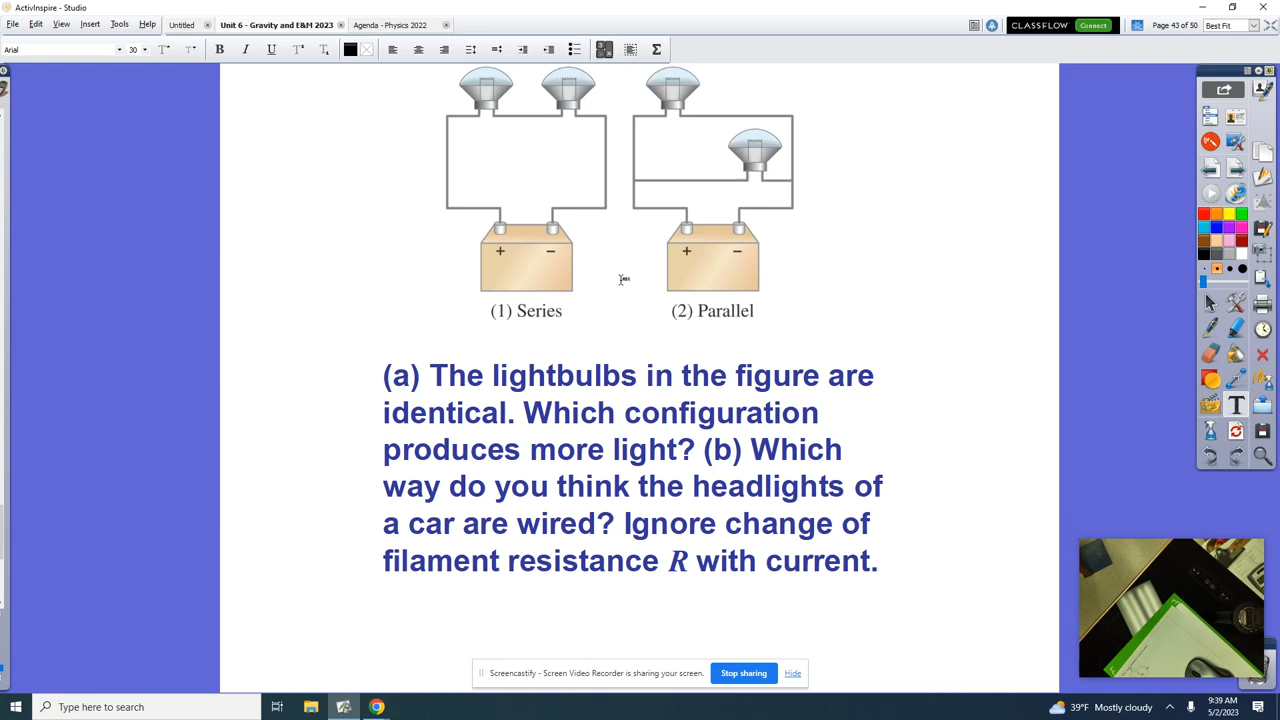 ActivInspire - Studio
File Edit View Insert Tools Help
Untitled Unit 6 - Gravity and E&M 2023 Agenda - Physics 2022
CLASSFLOW Connect Page 43 of 50 Best Fit
Arial 30 B I U Σ
+ −
+ −
(1) Series (2) Parallel
(a) The lightbulbs in the figure are
identical. Which configuration
produces more light? (b) Which
way do you think the headlights of
a car are wired? Ignore change of
filament resistance R with current.
Screencastify - Screen Video Recorder is sharing your screen. Stop sharing Hide
Type here to search
39°F Mostly cloudy
9:39 AM
5/2/2023